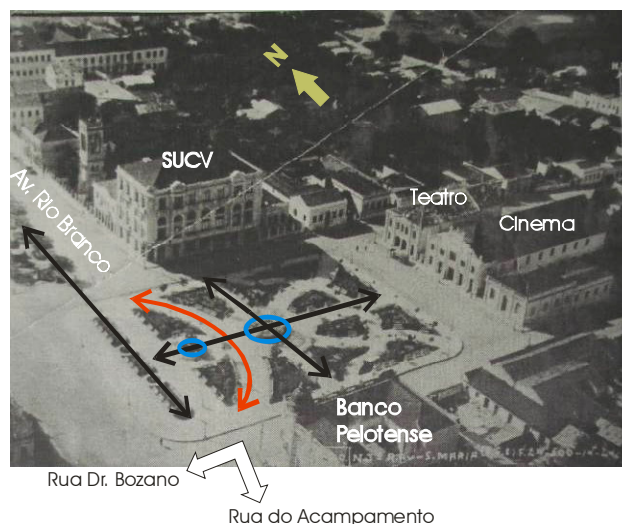 N
SUCV
Av. Rio Branco
Teatro
Cinema
Banco
Pelotense
Rua Dr. Bozano
Rua do Acampamento